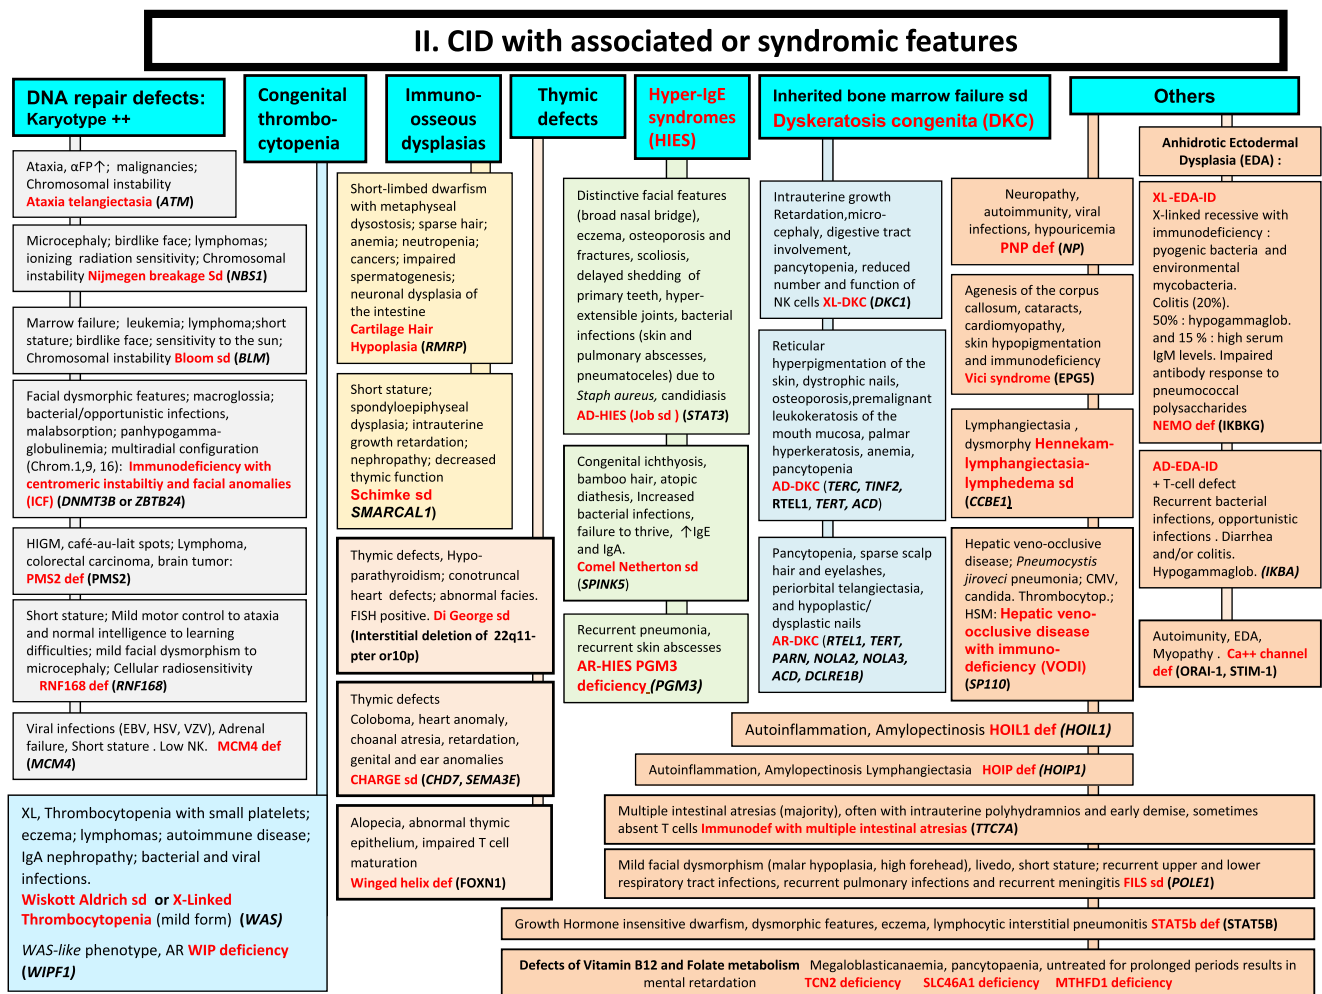 II. CID with associated or syndromic features
DNA repair defects:
Karyotype ++
Ataxia, αFP↑; malignancies;
Chromosomal instability
Ataxia telangiectasia (ATM)
Microcephaly; birdlike face; lymphomas;
ionizing radiation sensitivity; Chromosomal
instability Nijmegen breakage Sd (NBS1)
Marrow failure; leukemia; lymphoma;short
stature; birdlike face; sensitivity to the sun;
Chromosomal instability Bloom sd (BLM)
Facial dysmorphic features; macroglossia;
bacterial/opportunistic infections,
malabsorption; panhypogamma-
globulinemia; multiradial configuration
(Chrom.1,9, 16): Immunodeficiency with
centromeric instabiltiy and facial anomalies
(ICF) (DNMT3B or ZBTB24)
HIGM, café-au-lait spots; Lymphoma,
colorectal carcinoma, brain tumor:
PMS2 def (PMS2)
Short stature; Mild motor control to ataxia
and normal intelligence to learning
difficulties; mild facial dysmorphism to
microcephaly; Cellular radiosensitivity
RNF168 def (RNF168)
Viral infections (EBV, HSV, VZV), Adrenal
failure, Short stature . Low NK. MCM4 def
(MCM4)
Congenital
thrombo-
cytopenia
XL, Thrombocytopenia with small platelets;
eczema; lymphomas; autoimmune disease;
IgA nephropathy; bacterial and viral
infections.
Wiskott Aldrich sd or X-Linked
Thrombocytopenia (mild form) (WAS)
WAS-like phenotype, AR WIP deficiency
(WIPF1)
Immuno-
osseous
dysplasias
Short-limbed dwarfism
with metaphyseal
dysostosis; sparse hair;
anemia; neutropenia;
cancers; impaired
spermatogenesis;
neuronal dysplasia of
the intestine
Cartilage Hair
Hypoplasia (RMRP)
Short stature;
spondyloepiphyseal
dysplasia; intrauterine
growth retardation;
nephropathy; decreased
thymic function
Schimke sd
SMARCAL1)
Thymic
defects
Thymic defects, Hypo-
parathyroidism; conotruncal
heart defects; abnormal facies.
FISH positive. Di George sd
(Interstitial deletion of 22q11-
pter or10p)
Thymic defects
Coloboma, heart anomaly,
choanal atresia, retardation,
genital and ear anomalies
CHARGE sd (CHD7, SEMA3E)
Alopecia, abnormal thymic
epithelium, impaired T cell
maturation
Winged helix def (FOXN1)
Hyper-IgE
syndromes
(HIES)
Distinctive facial features
(broad nasal bridge),
eczema, osteoporosis and
fractures, scoliosis,
delayed shedding of
primary teeth, hyper-
extensible joints, bacterial
infections (skin and
pulmonary abscesses,
pneumatoceles) due to
Staph aureus, candidiasis
AD-HIES (Job sd ) (STAT3)
Congenital ichthyosis,
bamboo hair, atopic
diathesis, Increased
bacterial infections,
failure to thrive, ↑IgE
and IgA.
Comel Netherton sd
(SPINK5)
Recurrent pneumonia,
recurrent skin abscesses
AR-HIES PGM3
deficiency (PGM3)
Inherited bone marrow failure sd
Dyskeratosis congenita (DKC)
Intrauterine growth
Retardation,micro-
cephaly, digestive tract
involvement,
pancytopenia, reduced
number and function of
NK cells XL-DKC (DKC1)
Reticular
hyperpigmentation of the
skin, dystrophic nails,
osteoporosis,premalignant
leukokeratosis of the
mouth mucosa, palmar
hyperkeratosis, anemia,
pancytopenia
AD-DKC (TERC, TINF2,
RTEL1, TERT, ACD)
Pancytopenia, sparse scalp
hair and eyelashes,
periorbital telangiectasia,
and hypoplastic/
dysplastic nails
AR-DKC (RTEL1, TERT,
PARN, NOLA2, NOLA3,
ACD, DCLRE1B)
Others
Neuropathy,
autoimmunity, viral
infections, hypouricemia
PNP def (NP)
Agenesis of the corpus
callosum, cataracts,
cardiomyopathy,
skin hypopigmentation
and immunodeficiency
Vici syndrome (EPG5)
Lymphangiectasia ,
dysmorphy Hennekam-
lymphangiectasia-
lymphedema sd
(CCBE1)
Hepatic veno-occlusive
disease; Pneumocystis
jiroveci pneumonia; CMV,
candida. Thrombocytop.;
HSM: Hepatic veno-
occlusive disease
with immuno-
deficiency (VODI)
(SP110)
Anhidrotic Ectodermal
Dysplasia (EDA) :
XL-EDA-ID
X-linked recessive with
immunodeficiency :
pyogenic bacteria and
environmental
mycobacteria.
Colitis (20%).
50% : hypogammaglob.
and 15 % : high serum
IgM levels. Impaired
antibody response to
pneumococcal
polysaccharides
NEMO def (IKBKG)
AD-EDA-ID
+ T-cell defect
Recurrent bacterial
infections, opportunistic
infections . Diarrhea
and/or colitis.
Hypogammaglob. (IKBA)
Autoimunity, EDA,
Myopathy . Ca++ channel
def (ORAI-1, STIM-1)
Autoinflammation, Amylopectinosis HOIL1 def (HOIL1)
Autoinflammation, Amylopectinosis Lymphangiectasia HOIP def (HOIP1)
Multiple intestinal atresias (majority), often with intrauterine polyhydramnios and early demise, sometimes
absent T cells Immunodef with multiple intestinal atresias (TTC7A)
Mild facial dysmorphism (malar hypoplasia, high forehead), livedo, short stature; recurrent upper and lower
respiratory tract infections, recurrent pulmonary infections and recurrent meningitis FILS sd (POLE1)
Growth Hormone insensitive dwarfism, dysmorphic features, eczema, lymphocytic interstitial pneumonitis STAT5b def (STAT5B)
Defects of Vitamin B12 and Folate metabolism Megaloblasticanaemia, pancytopaenia, untreated for prolonged periods results in
mental retardation TCN2 deficiency SLC46A1 deficiency MTHFD1 deficiency